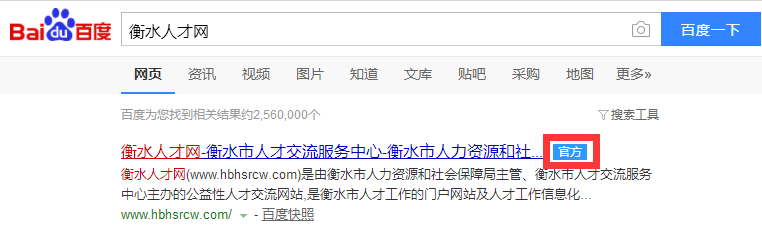 Bai du 百度 衡水人才网 百度一下
网页 资讯 视频 图片 知道 文库 贴吧 采购 地图 更多»
百度为您找到相关结果约2,560,000个 搜索工具
衡水人才网-衡水市人才交流服务中心-衡水市人力资源和社... 官方
衡水人才网(www.hbhsrcw.com)是由衡水市人力资源和社会保障局主管、衡水市人才交流服务
中心主办的公益性人才交流网站,是衡水市人才工作的门户网站及人才工作信息化...
www.hbhsrcw.com/ - 百度快照